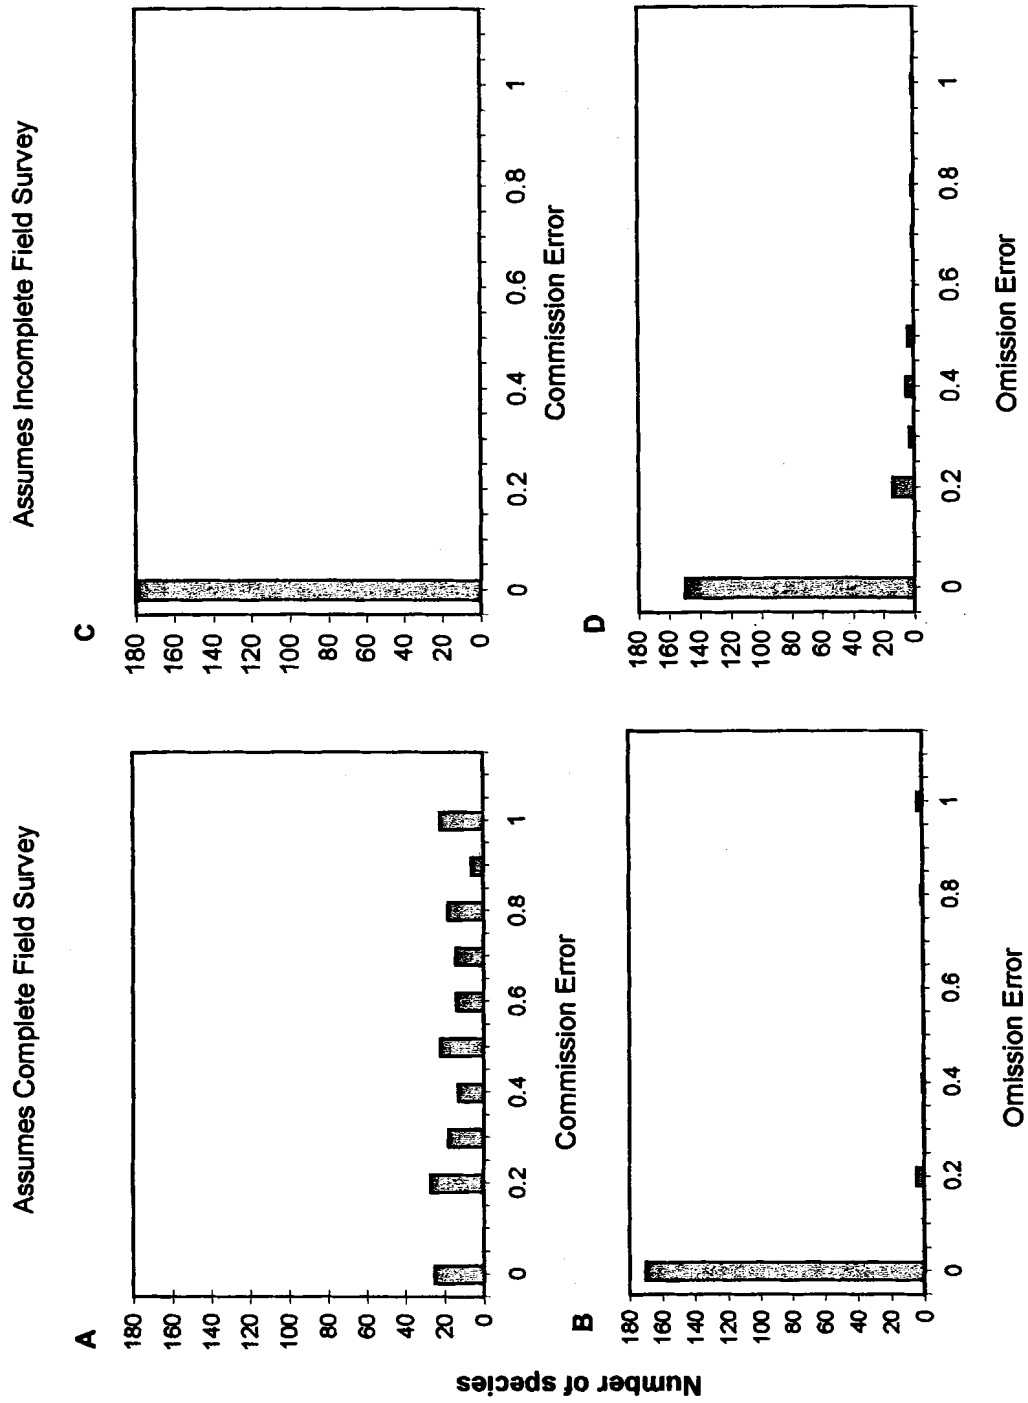 Assumes Complete Field Survey
Assumes Incomplete Field Survey
Number of species
A
180
160
140
120
100
80
60
40
20
0
0 0.2 0.4 0.6 0.8 1
Commission Error
B
180
160
140
120
100
80
60
40
20
0
0 0.2 0.4 0.6 0.8 1
Omission Error
C
180
160
140
120
100
80
60
40
20
0
0 0.2 0.4 0.6 0.8 1
Commission Error
D
180
160
140
120
100
80
60
40
20
0
0 0.2 0.4 0.6 0.8 1
Omission Error